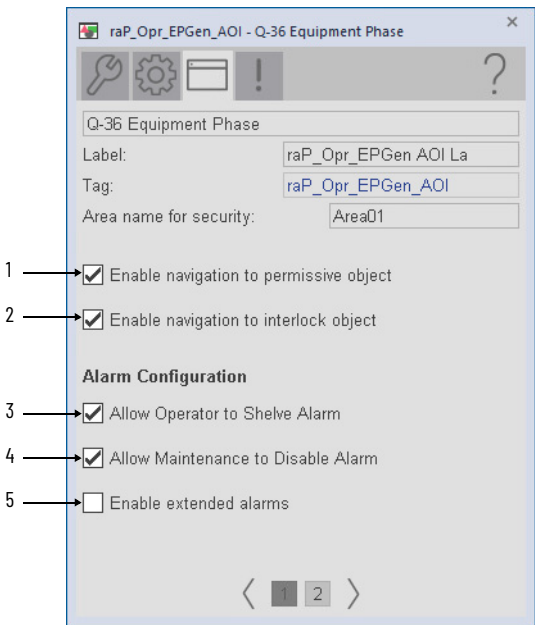 raP_Opr_EPGen_AOI - Q-36 Equipment Phase
Q-36 Equipment Phase
Label: raP_Opr_EPGen AOI La
Tag: raP_Opr_EPGen_AOI
Area name for security: Area01
1 Enable navigation to permissive object
2 Enable navigation to interlock object
Alarm Configuration
3 Allow Operator to Shelve Alarm
4 Allow Maintenance to Disable Alarm
5 Enable extended alarms
1 2